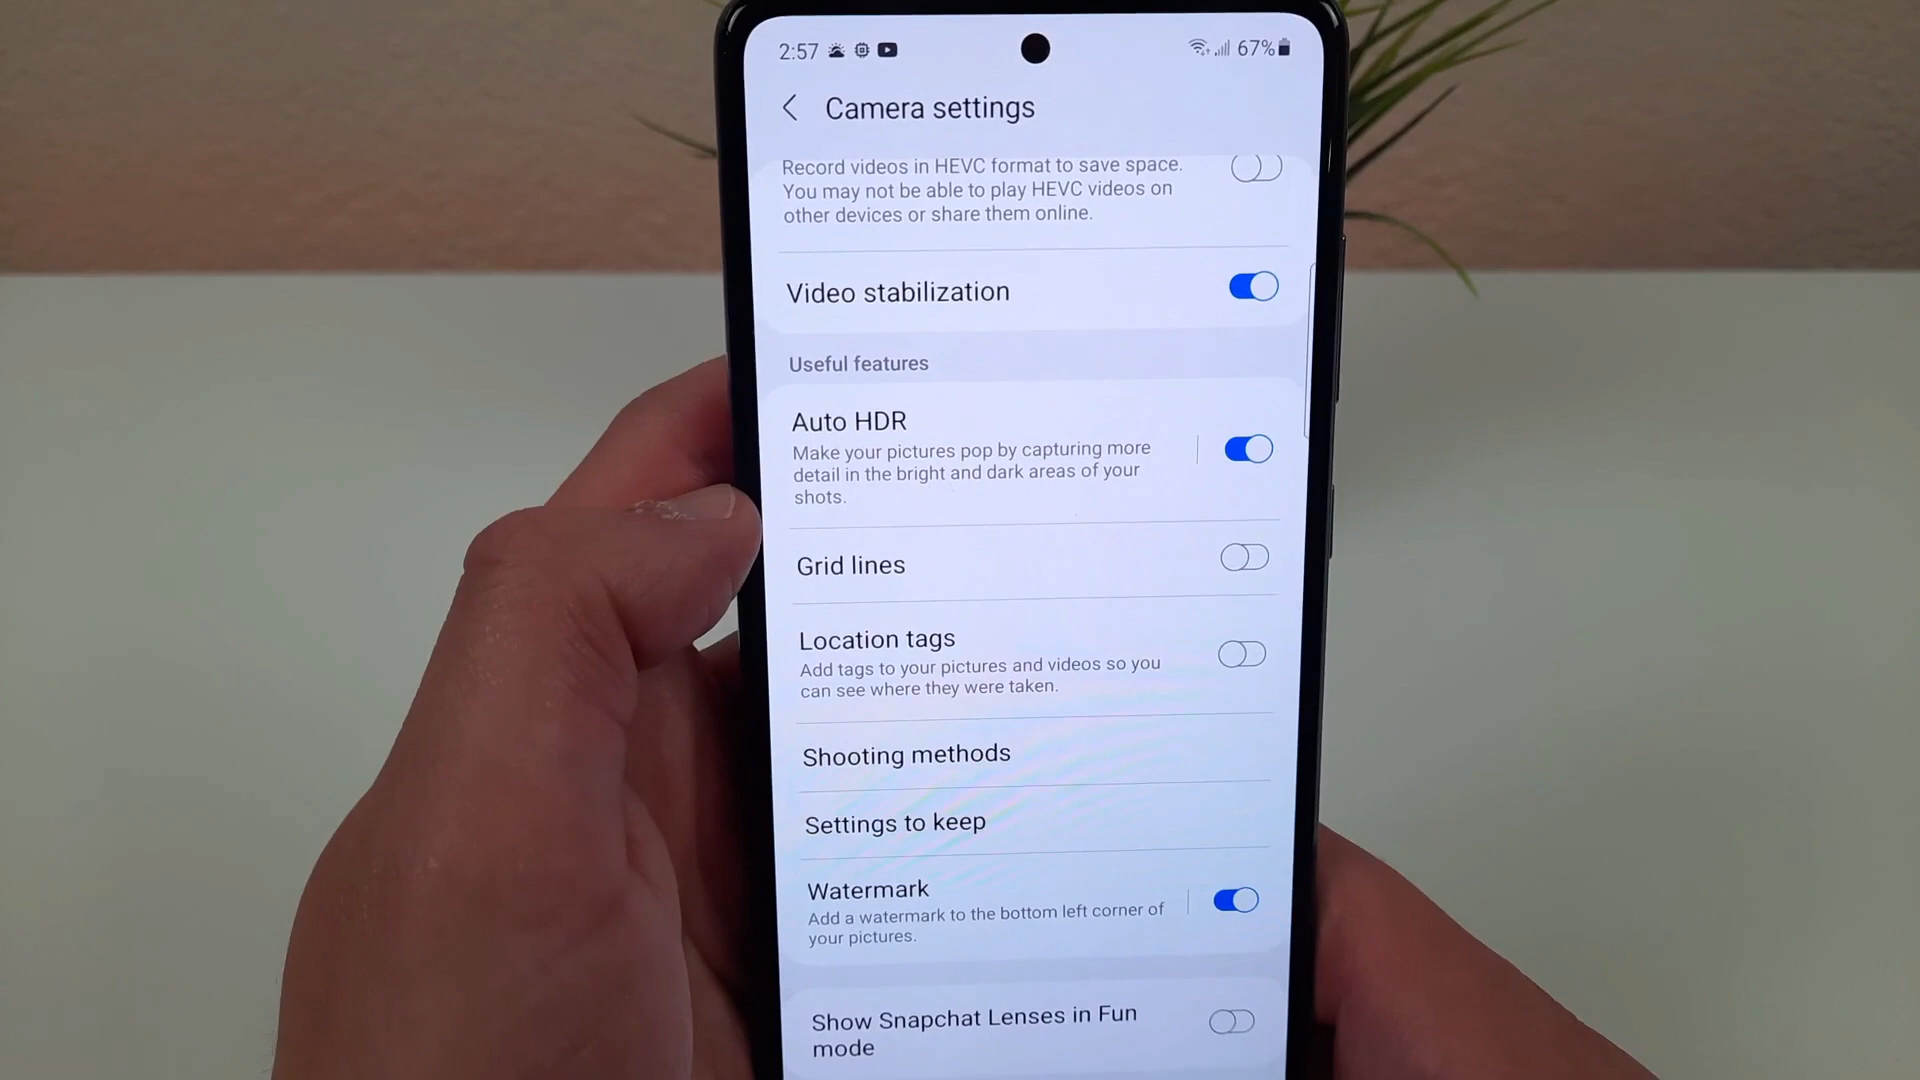 2:57
67%
Camera settings
Record videos in HEVC format to save space.
You may not be able to play HEVC videos on
other devices or share them online.
Video stabilization
Useful features
Auto HDR
Make your pictures pop by capturing more
detail in the bright and dark areas of your
shots.
Grid lines
Location tags
Add tags to your pictures and videos so you
can see where they were taken.
Shooting methods
Settings to keep
Watermark
Add a watermark to the bottom left corner of
your pictures.
Show Snapchat Lenses in Fun
mode